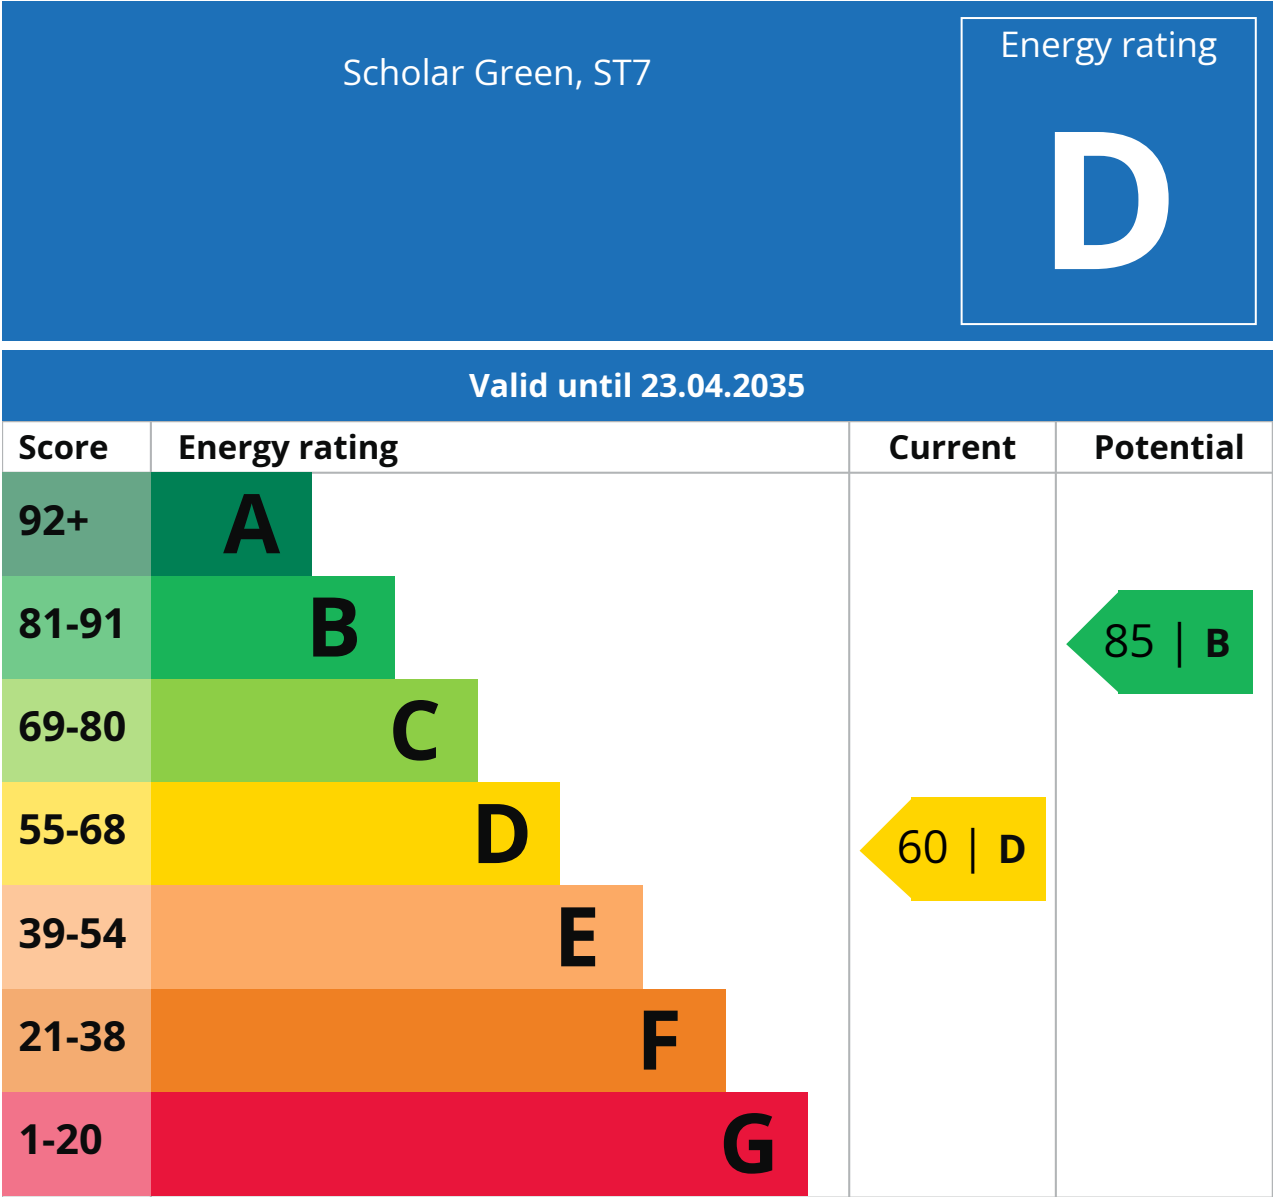 Scholar Green, ST7
Energy rating
D
Valid until 23.04.2035
Score Energy rating Current Potential
92+ A
81-91 B 85 | B
69-80 C
55-68 D 60 | D
39-54 E
21-38 F
1-20 G